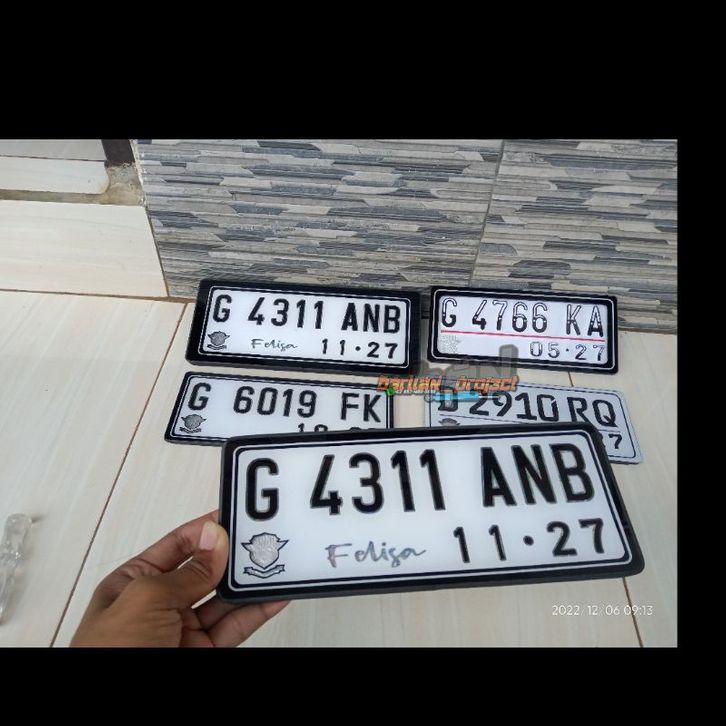 G 4311 ANB
Felisa 11·27
G 4766 KA
05·27
G 6019 FK
2910 RQ
project
G 4311 ANB
Felisa 11·27
2022/12/06 09:13